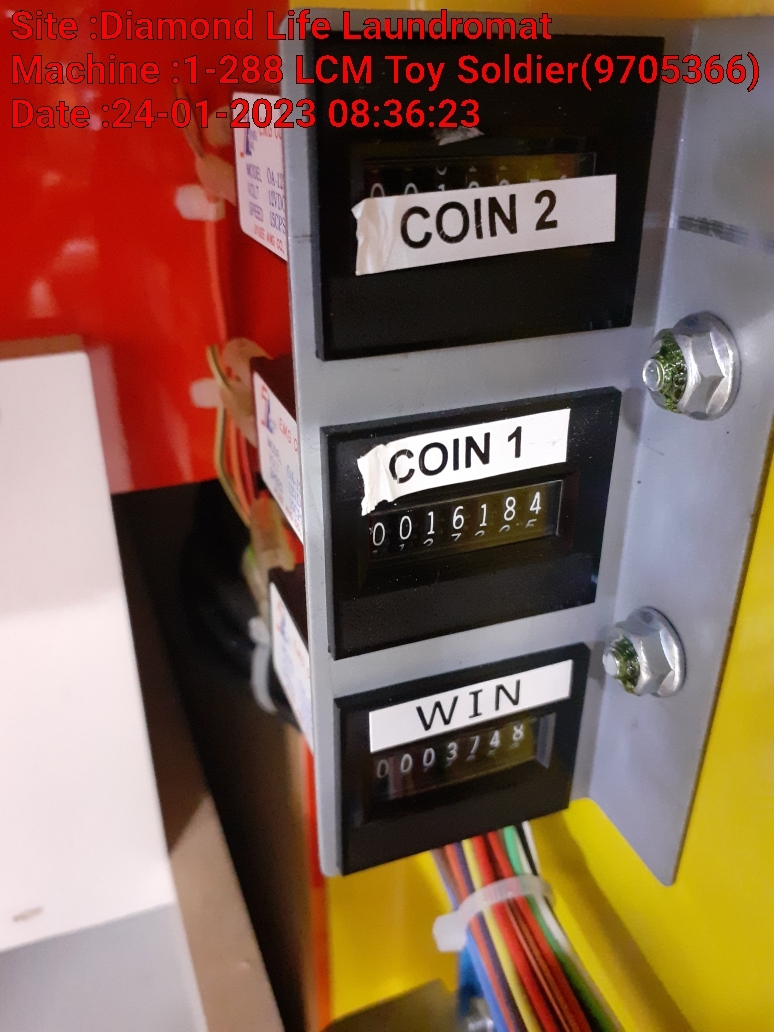 Site :Diamond Life Laundromat
Machine :1-288 LCM Toy Soldier(9705366)
Date :24-01-2023 08:36:23
COIN 2
COIN 1
0016184
WIN
0003748